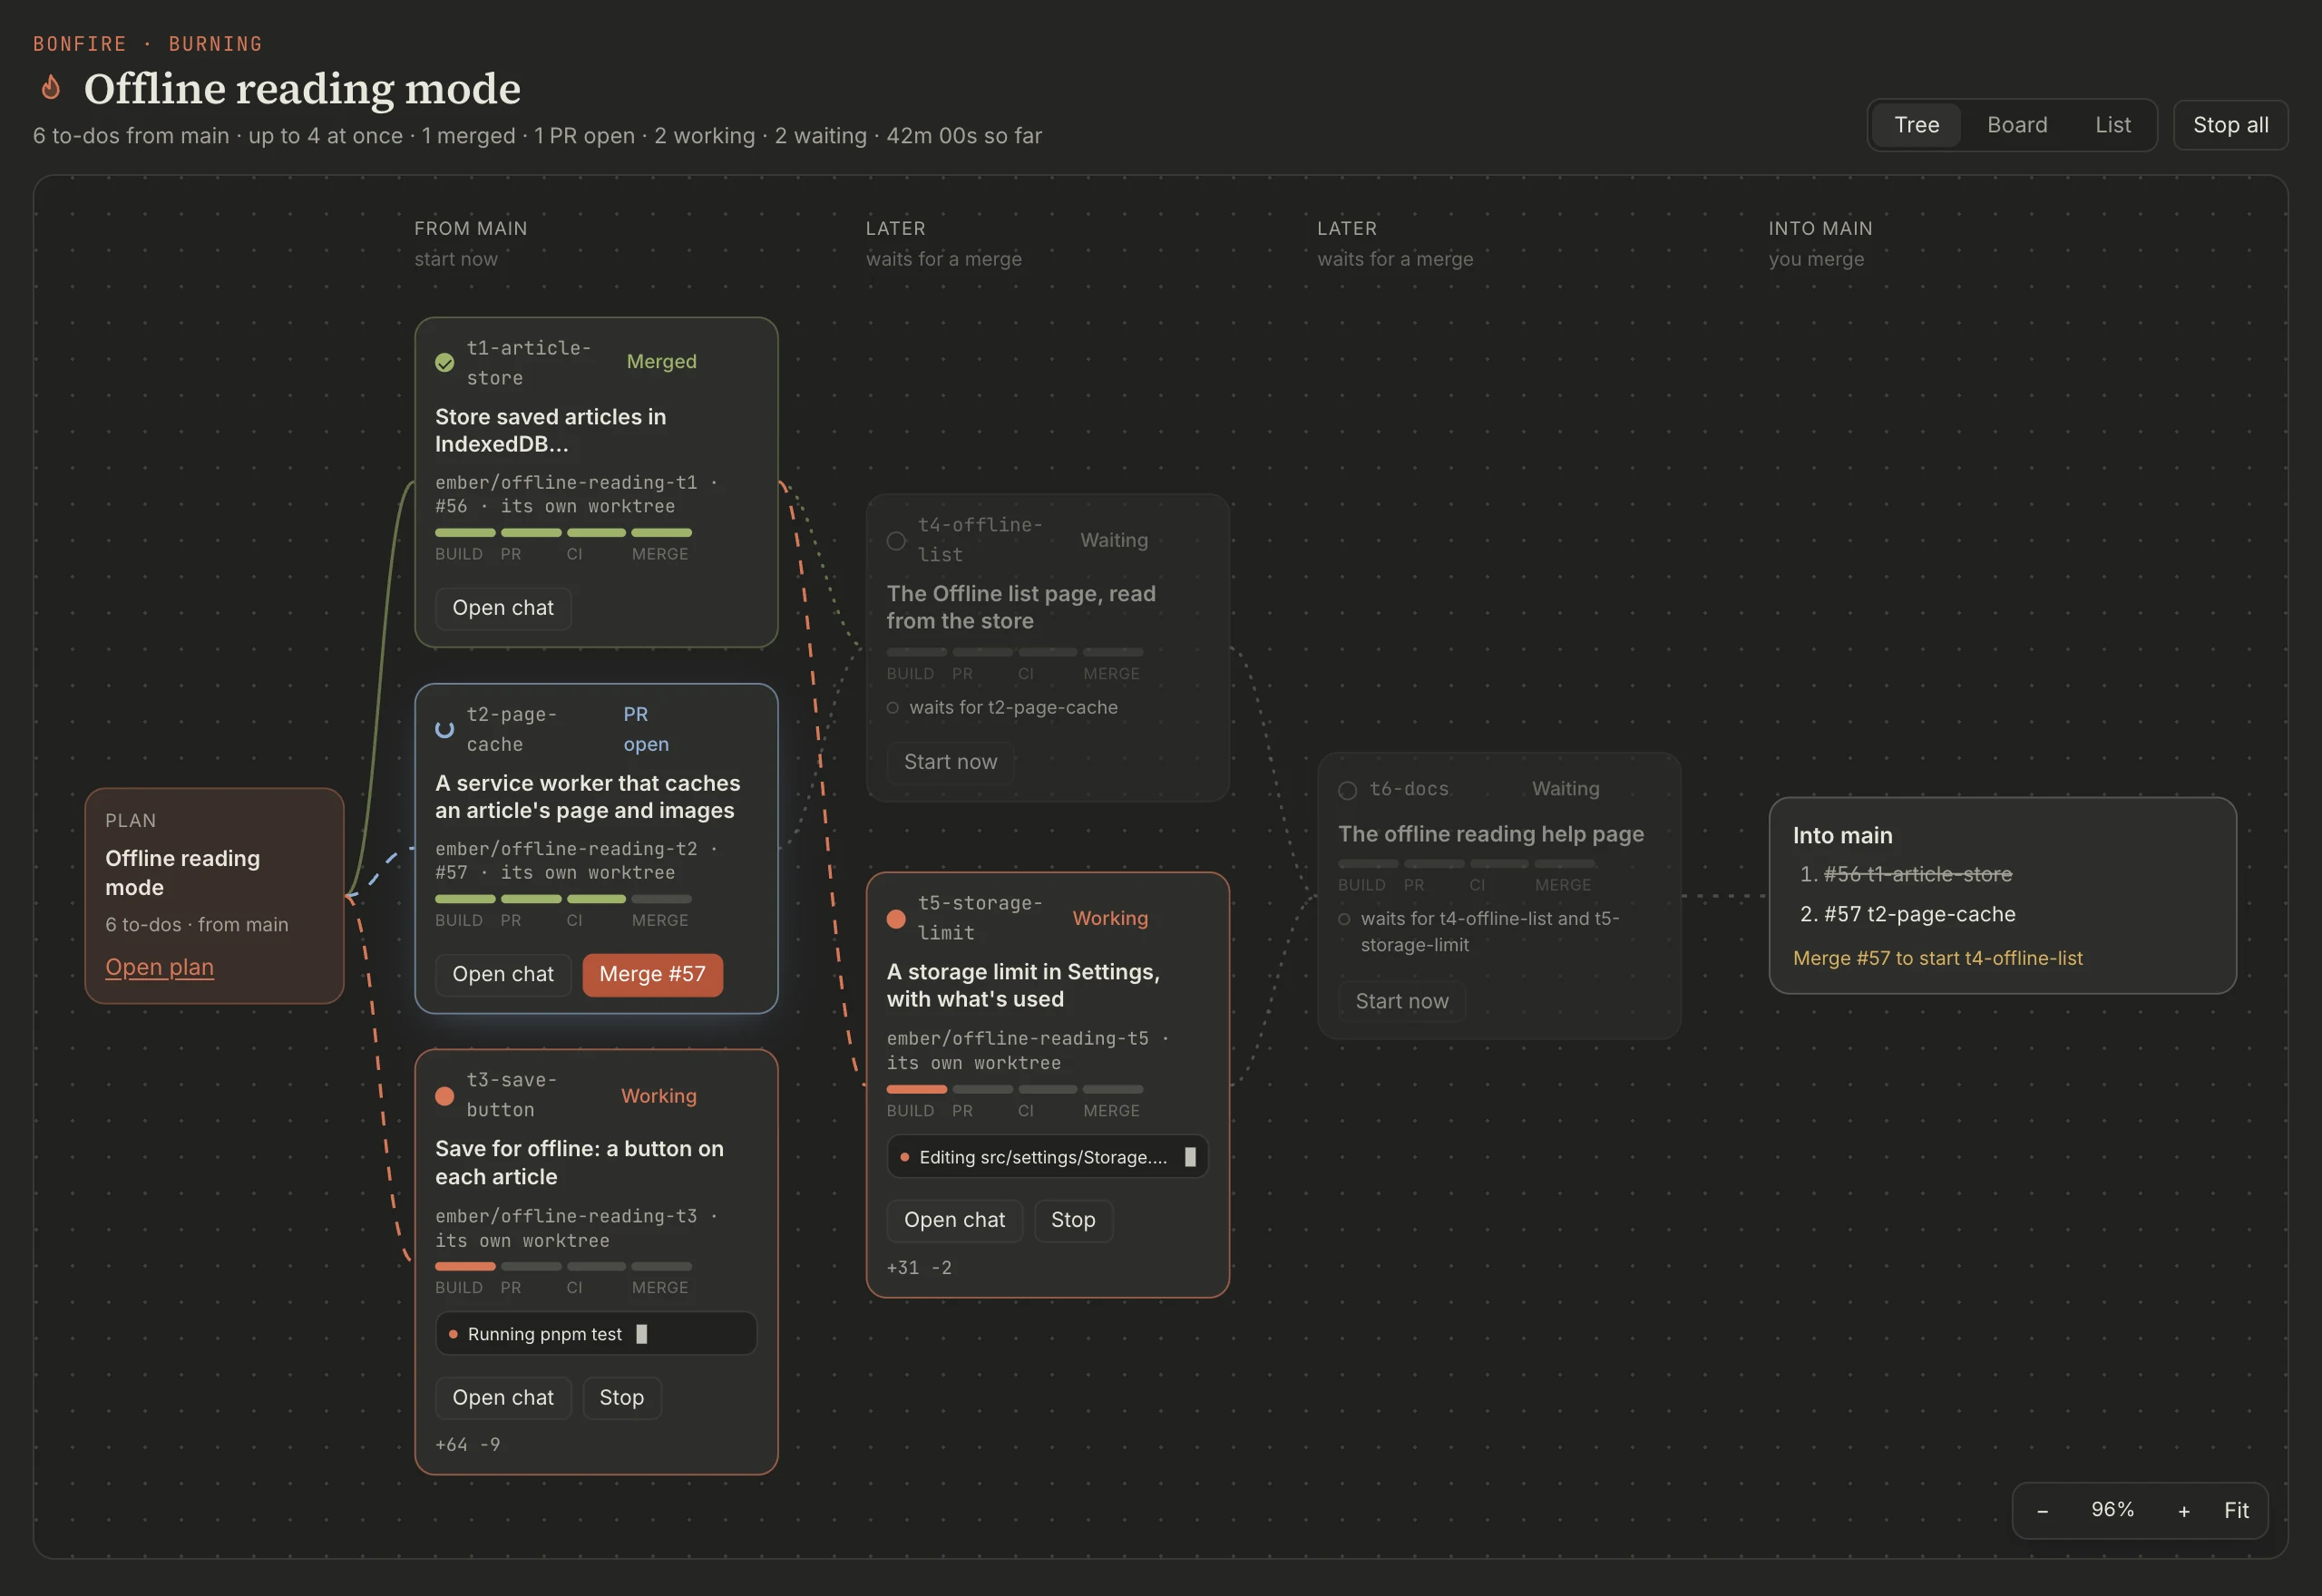 BONFIRE · BURNING
Offline reading mode
6 to-dos from main · up to 4 at once · 1 merged · 1 PR open · 2 working · 2 waiting · 42m 00s so far
Tree
Board
List
Stop all
FROM MAIN
start now
LATER
waits for a merge
LATER
waits for a merge
INTO MAIN
you merge
PLAN
Offline reading
mode
6 to-dos · from main
Open plan
t1-article-
store
Merged
Store saved articles in
IndexedDB…
ember/offline-reading-t1 ·
#56 · its own worktree
BUILD PR CI MERGE
Open chat
t2-page-
cache
PR
open
A service worker that caches
an article's page and images
ember/offline-reading-t2 ·
#57 · its own worktree
BUILD PR CI MERGE
Open chat
Merge #57
t3-save-
button
Working
Save for offline: a button on
each article
ember/offline-reading-t3 ·
its own worktree
BUILD PR CI MERGE
Running pnpm test
Open chat
Stop
+64 -9
t4-offline-
list
Waiting
The Offline list page, read
from the store
BUILD PR CI MERGE
waits for t2-page-cache
Start now
t5-storage-
limit
Working
A storage limit in Settings,
with what's used
ember/offline-reading-t5 ·
its own worktree
BUILD PR CI MERGE
Editing src/settings/Storage.…
Open chat
Stop
+31 -2
t6-docs
Waiting
The offline reading help page
BUILD PR CI MERGE
waits for t4-offline-list and t5-
storage-limit
Start now
Into main
1. #56 t1-article-store
2. #57 t2-page-cache
Merge #57 to start t4-offline-list
− 96% + Fit